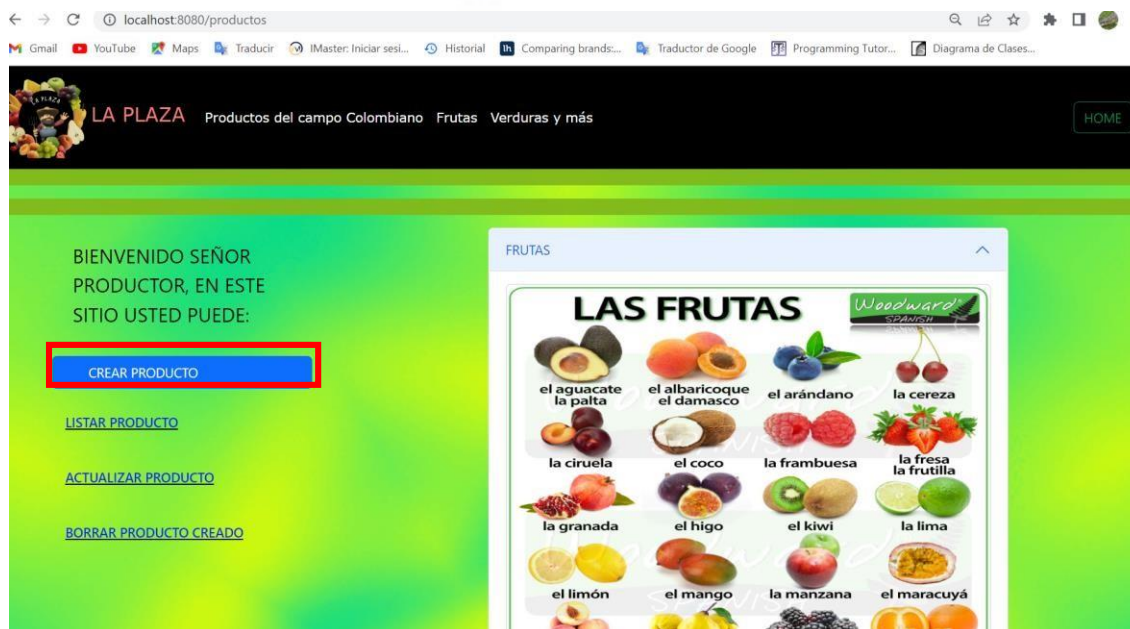 localhost:8080/productos
Gmail YouTube Maps Traducir IMaster: Iniciar sesi... Historial Comparing brands:... Traductor de Google Programming Tutor... Diagrama de Clases...
LA PLAZA
LA PLAZA Productos del campo Colombiano Frutas Verduras y más HOME
BIENVENIDO SEÑOR
PRODUCTOR, EN ESTE
SITIO USTED PUEDE:
CREAR PRODUCTO
LISTAR PRODUCTO
ACTUALIZAR PRODUCTO
BORRAR PRODUCTO CREADO
FRUTAS
LAS FRUTAS
Woodward
SPANISH
el aguacate
la palta
el albaricoque
el damasco
el arándano
la cereza
la ciruela
el coco
la frambuesa
la fresa
la frutilla
la granada
el higo
el kiwi
la lima
el limón
el mango
la manzana
el maracuyá